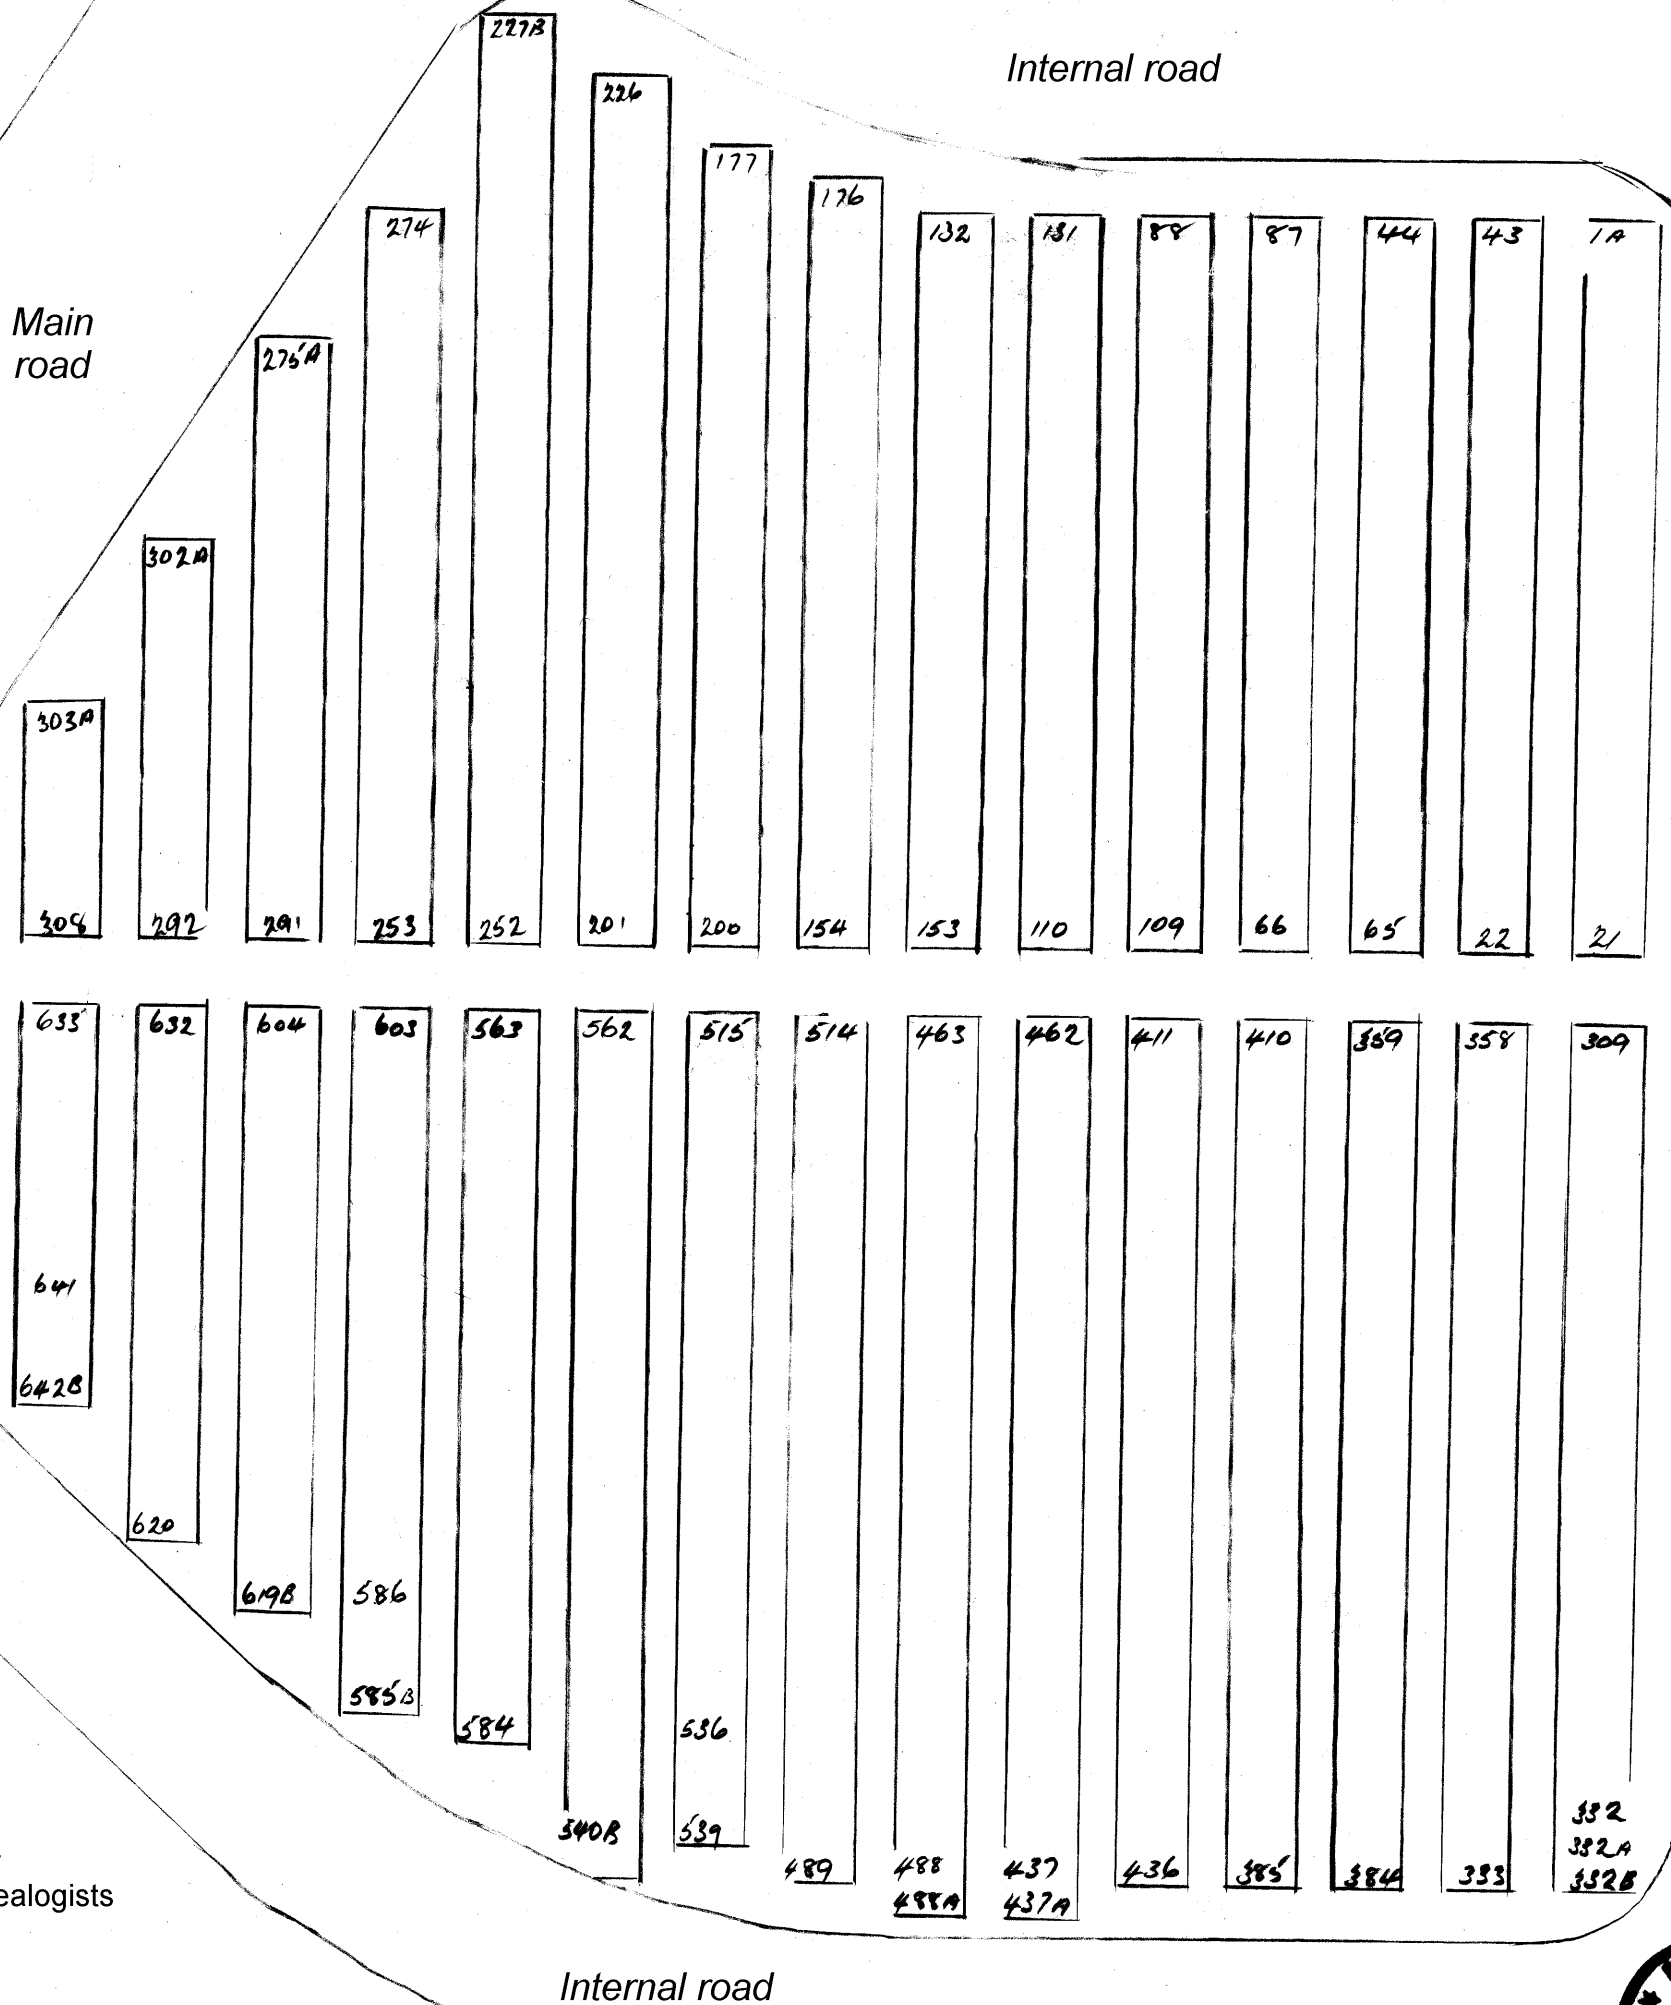 227B
Internal road
226
177
176
274 132 131 88 87 44 43 1A
Main
road
275A
302A
303A
308 292 291 253 252 201 200 154 153 110 109 66 65 22 21
633 632 604 603 563 562 515 514 463 462 411 410 359 358 309
641
642B
620
619B 586
585B
584 536
332
540B 539
332A
489 488 437 436 385 384 333 332B
488A 437A
ealogists
Internal road